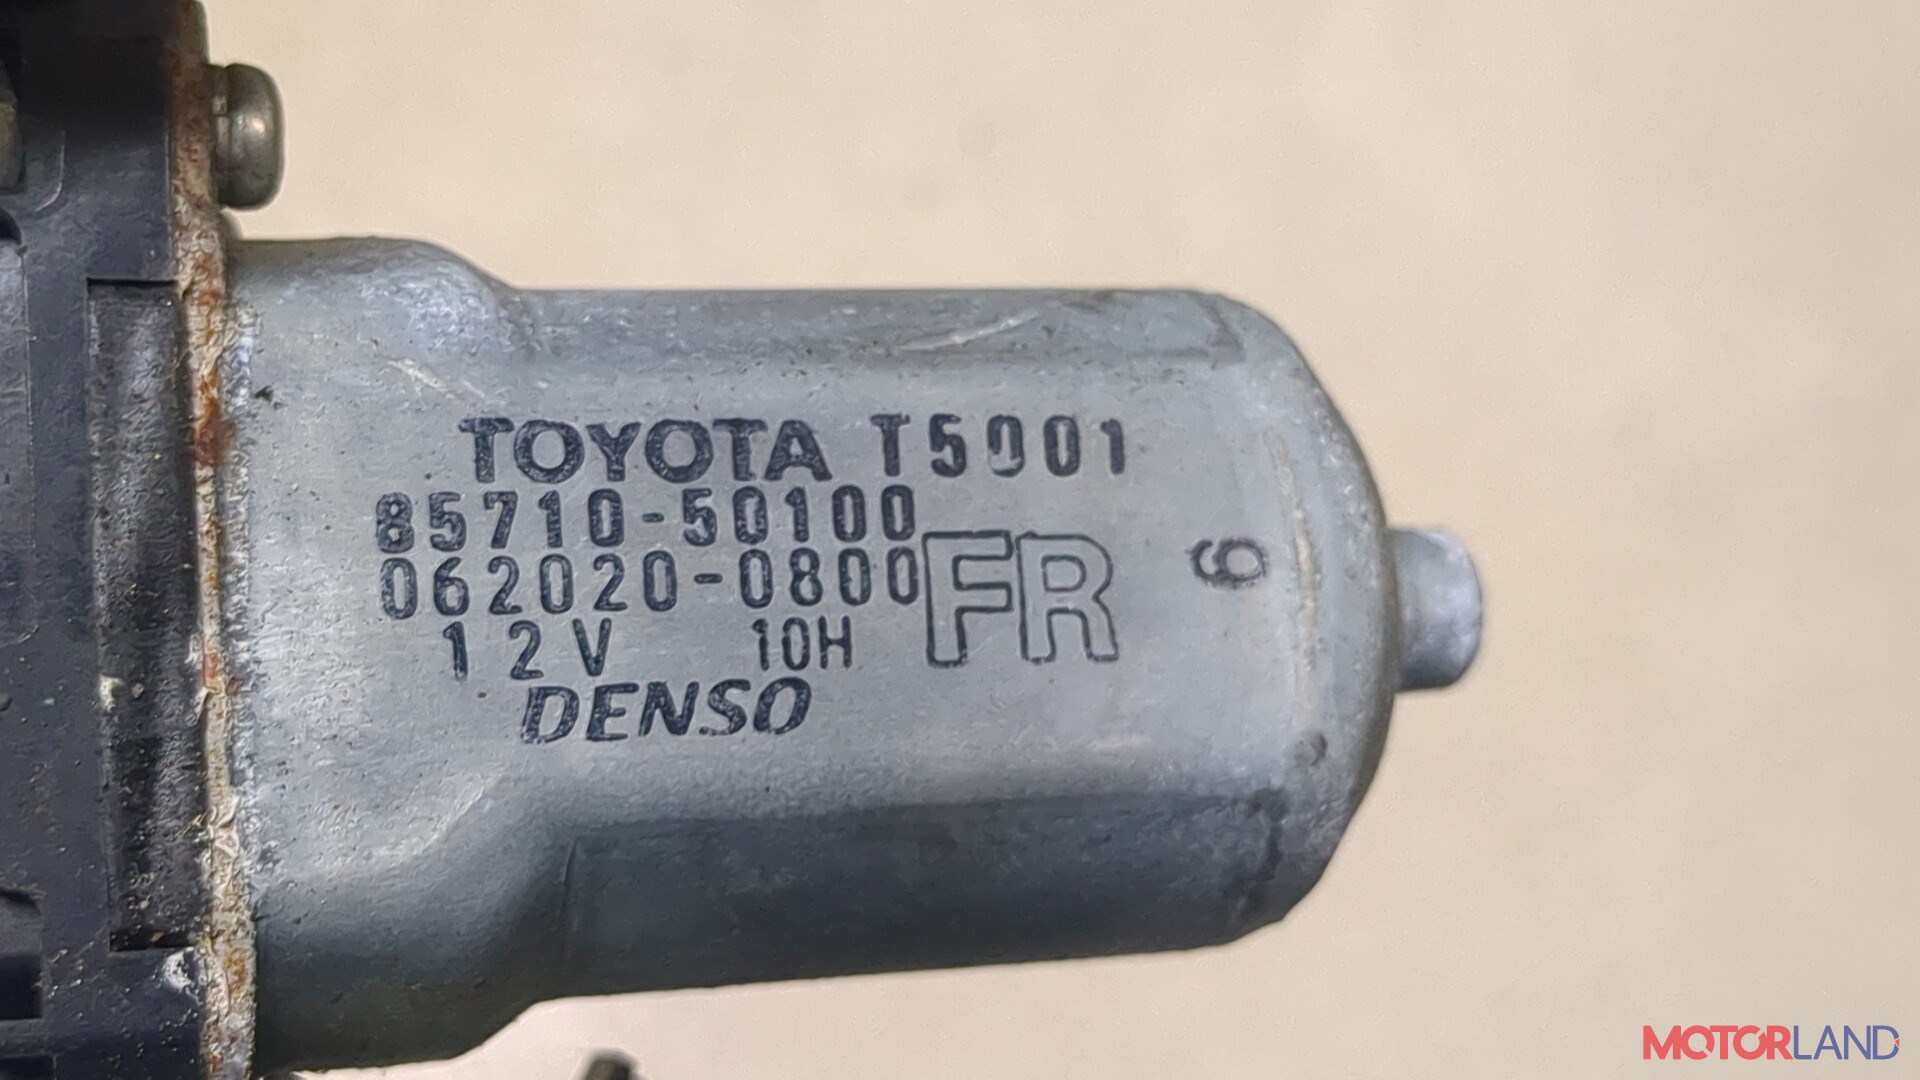 TOYOTA T5001
85710-50100
062020-0800 FR
12V 10H
DENSO
6
MOTORLAND